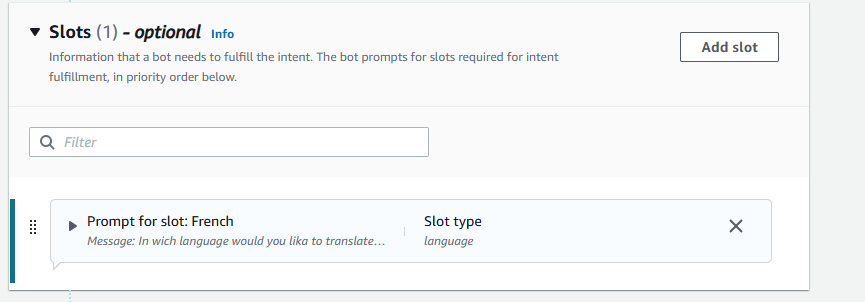 Slots (1) - optional Info
Information that a bot needs to fulfill the intent. The bot prompts for slots required for intent
fulfillment, in priority order below.
Add slot
Filter
Prompt for slot: French
Message: In wich language would you lika to translate…
Slot type
language